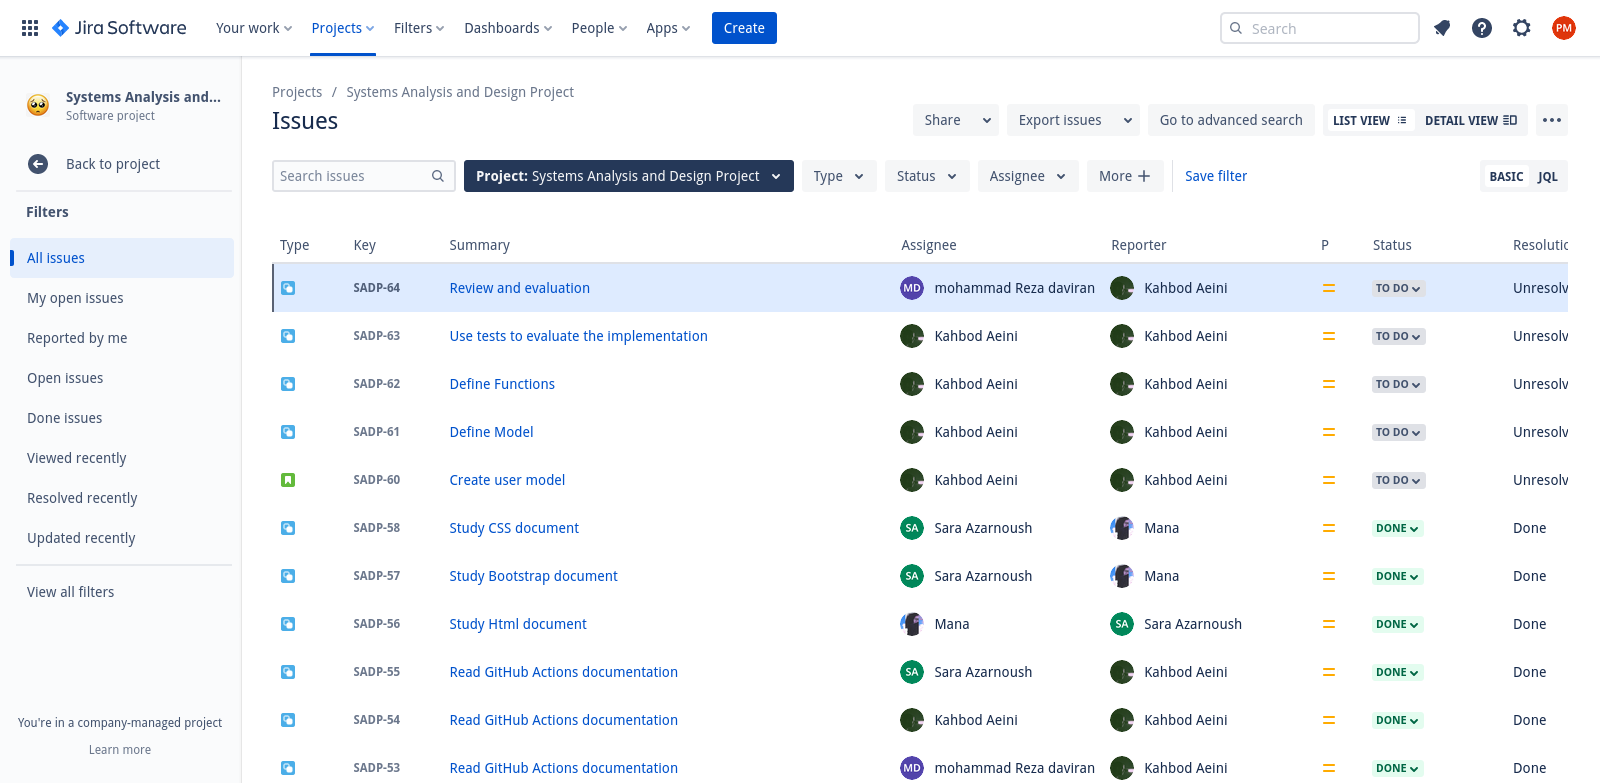 Jira Software Your work Projects Filters Dashboards People Apps Create Search PM
Systems Analysis and...
Software project
Back to project
Filters
All issues
My open issues
Reported by me
Open issues
Done issues
Viewed recently
Resolved recently
Updated recently
View all filters
You're in a company-managed project
Learn more
Projects / Systems Analysis and Design Project
Issues
Share Export issues Go to advanced search LIST VIEW DETAIL VIEW
Search issues Project: Systems Analysis and Design Project Type Status Assignee More Save filter BASIC JQL
Type Key Summary Assignee Reporter P Status Resolutio
SADP-64 Review and evaluation MD mohammad Reza daviran Kahbod Aeini TO DO Unresolv
SADP-63 Use tests to evaluate the implementation Kahbod Aeini Kahbod Aeini TO DO Unresolv
SADP-62 Define Functions Kahbod Aeini Kahbod Aeini TO DO Unresolv
SADP-61 Define Model Kahbod Aeini Kahbod Aeini TO DO Unresolv
SADP-60 Create user model Kahbod Aeini Kahbod Aeini TO DO Unresolv
SADP-58 Study CSS document SA Sara Azarnoush Mana DONE Done
SADP-57 Study Bootstrap document SA Sara Azarnoush Mana DONE Done
SADP-56 Study Html document Mana SA Sara Azarnoush DONE Done
SADP-55 Read GitHub Actions documentation SA Sara Azarnoush Kahbod Aeini DONE Done
SADP-54 Read GitHub Actions documentation Kahbod Aeini Kahbod Aeini DONE Done
SADP-53 Read GitHub Actions documentation MD mohammad Reza daviran Kahbod Aeini DONE Done